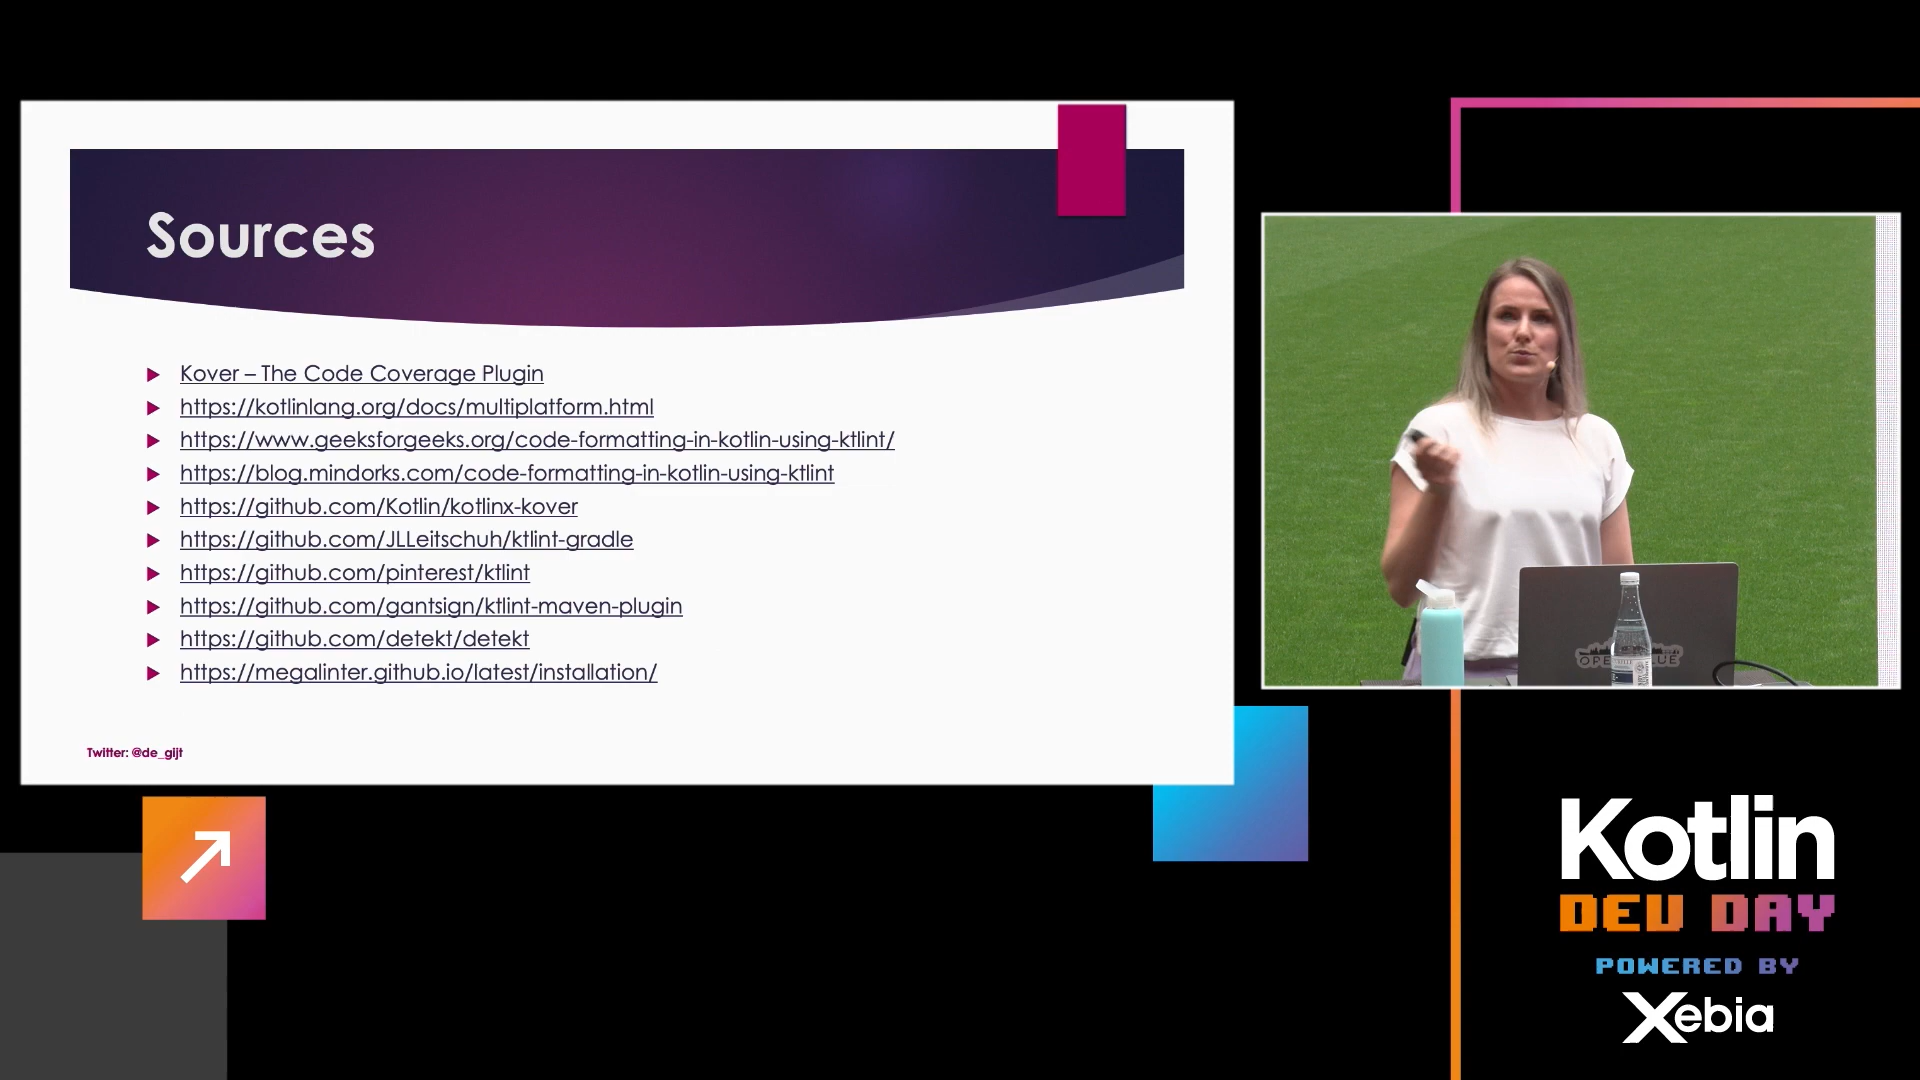 Sources
Kover – The Code Coverage Plugin
https://kotlinlang.org/docs/multiplatform.html
https://www.geeksforgeeks.org/code-formatting-in-kotlin-using-ktlint/
https://blog.mindorks.com/code-formatting-in-kotlin-using-ktlint
https://github.com/Kotlin/kotlinx-kover
https://github.com/JLLeitschuh/ktlint-gradle
https://github.com/pinterest/ktlint
https://github.com/gantsign/ktlint-maven-plugin
https://github.com/detekt/detekt
https://megalinter.github.io/latest/installation/
Twitter: @de_gijt
Kotlin
DEV DAY
POWERED BY
Xebia